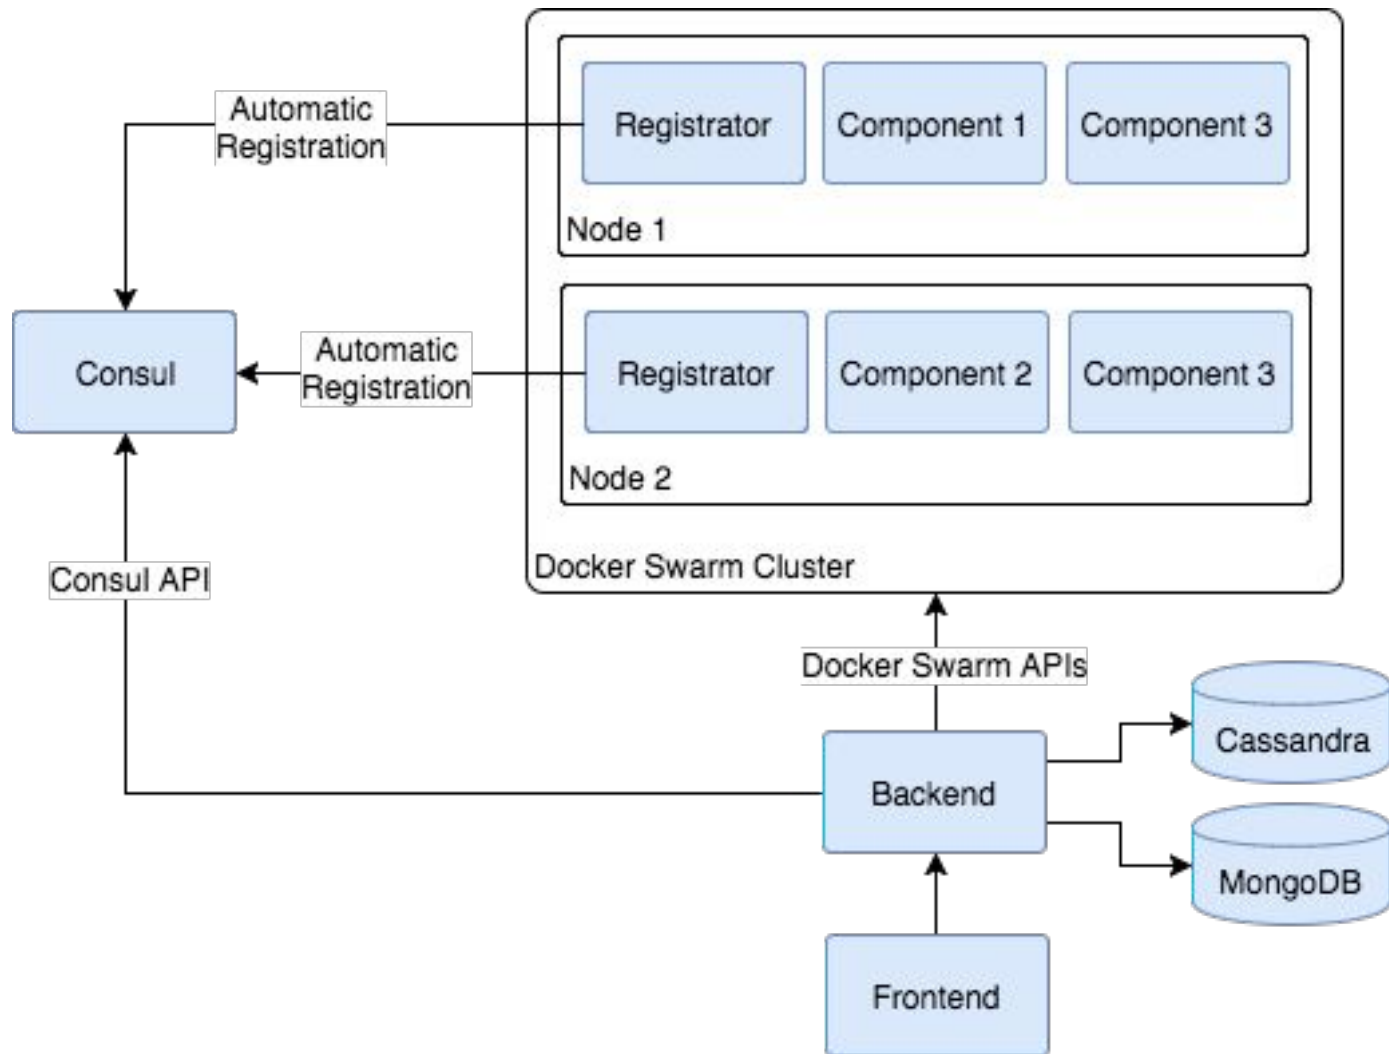 Automatic
Registration
Registrator
Component 1
Component 3
Node 1
Consul
Automatic
Registration
Registrator
Component 2
Component 3
Node 2
Docker Swarm Cluster
Consul API
Docker Swarm APIs
Cassandra
Backend
MongoDB
Frontend